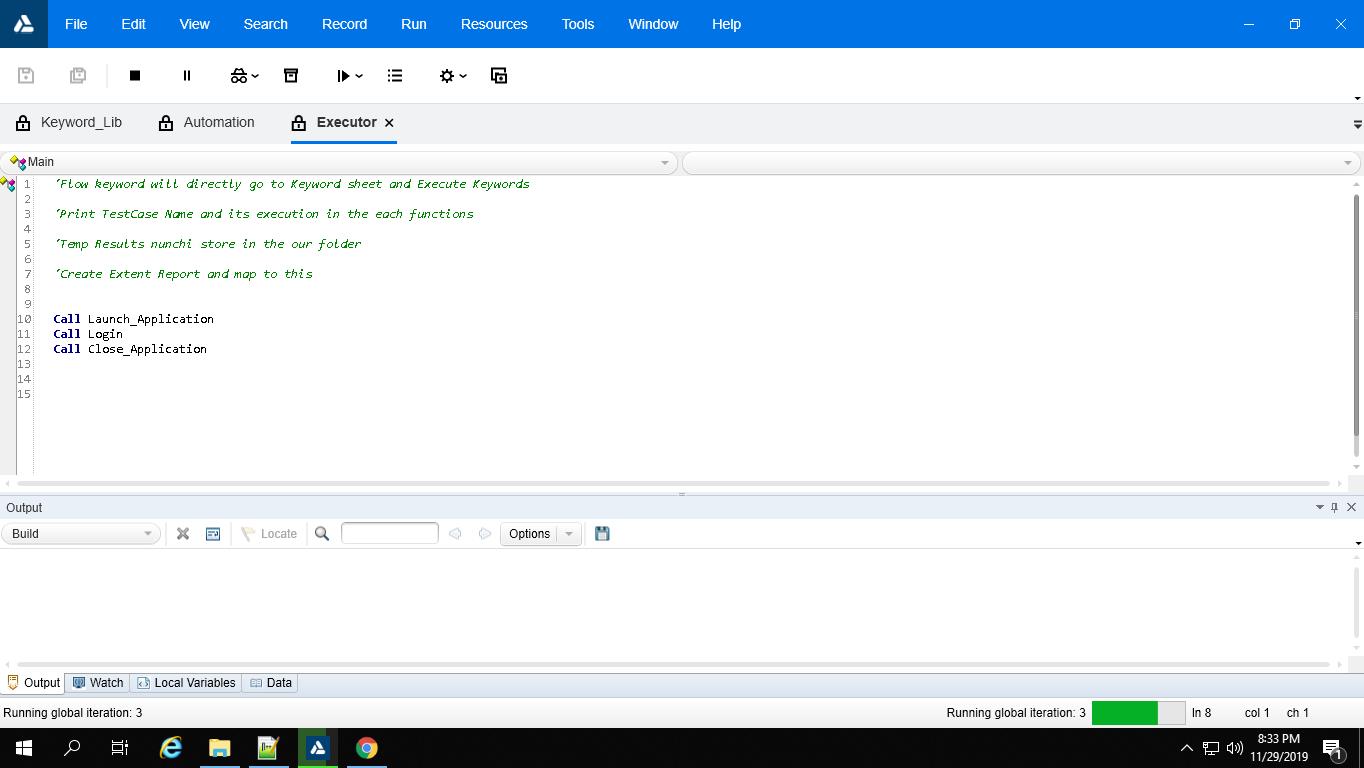 File Edit View Search Record Run Resources Tools Window Help
Keyword_Lib Automation Executor
Main
1 'Flow keyword will directly go to Keyword sheet and Execute Keywords
2
3 'Print TestCase Name and its execution in the each functions
4
5 'Temp Results nunchi store in the our folder
6
7 'Create Extent Report and map to this
8
9
10 Call Launch_Application
11 Call Login
12 Call Close_Application
13
14
15
Output
Build Locate Options
Output Watch Local Variables Data
Running global iteration: 3 Running global iteration: 3 ln 8 col 1 ch 1
8:33 PM
11/29/2019
1